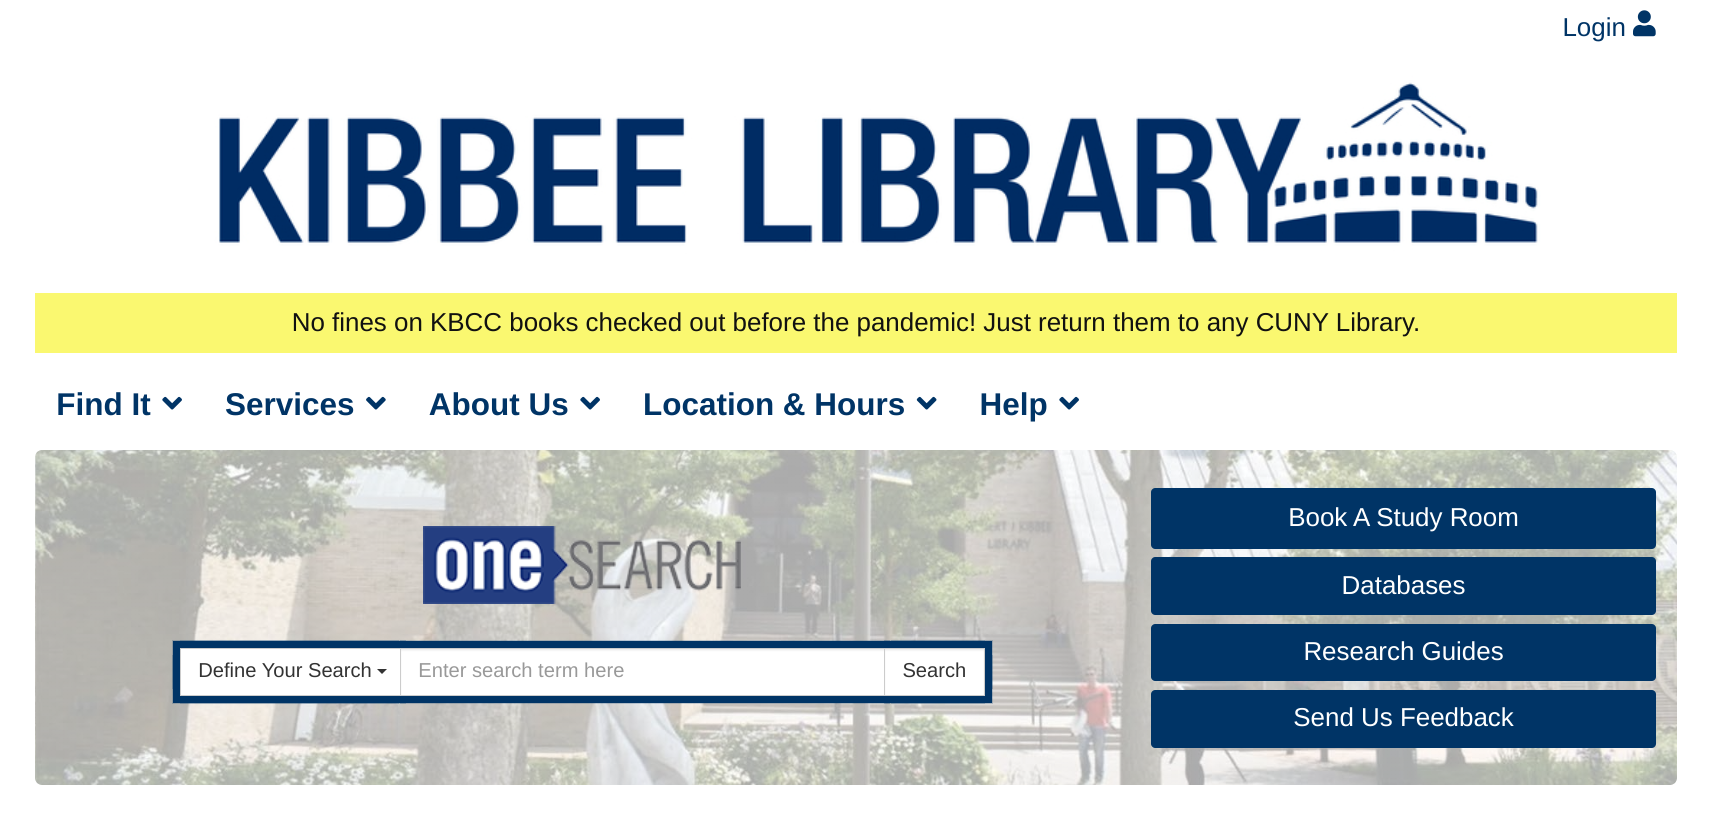 Login
KIBBEE LIBRARY
No fines on KBCC books checked out before the pandemic! Just return them to any CUNY Library.
Find It Services About Us Location & Hours Help
one SEARCH
Define Your Search Enter search term here Search
Book A Study Room
Databases
Research Guides
Send Us Feedback
KIBBEE
LIBRARY